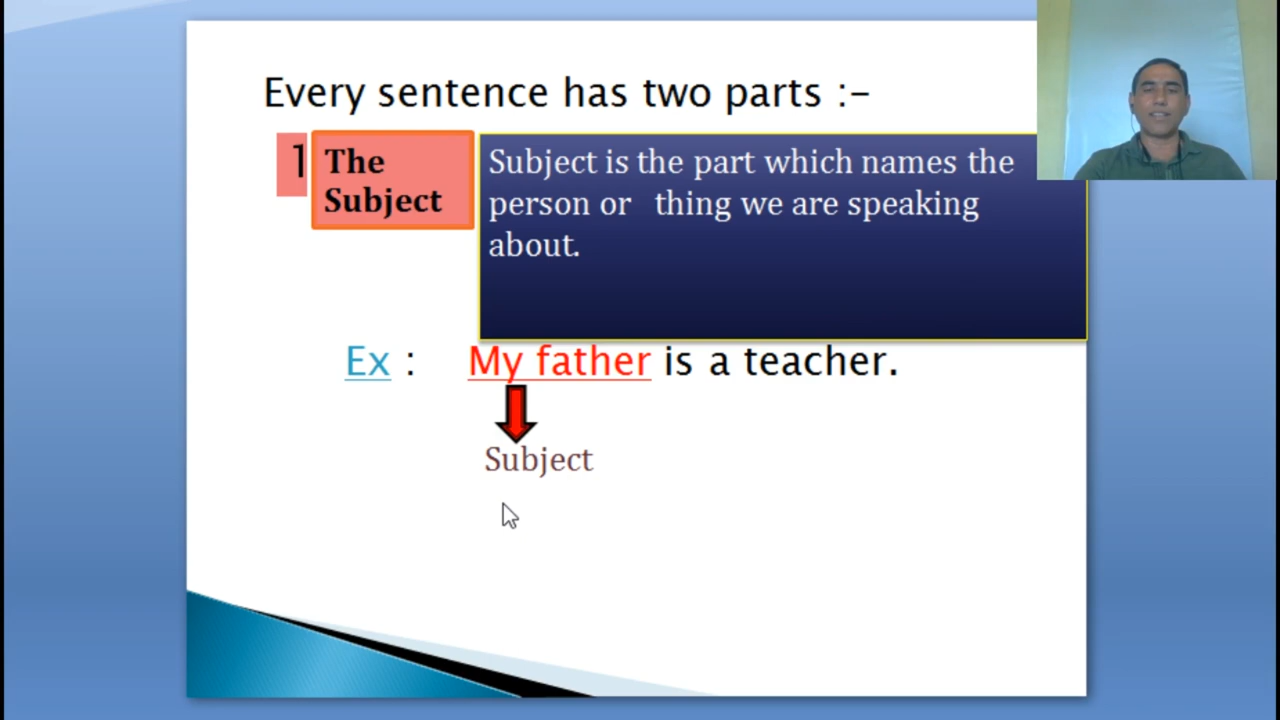 Every sentence has two parts :-
1
The
Subject
Subject is the part which names the
person or thing we are speaking
about.
Ex : My father is a teacher.
Subject